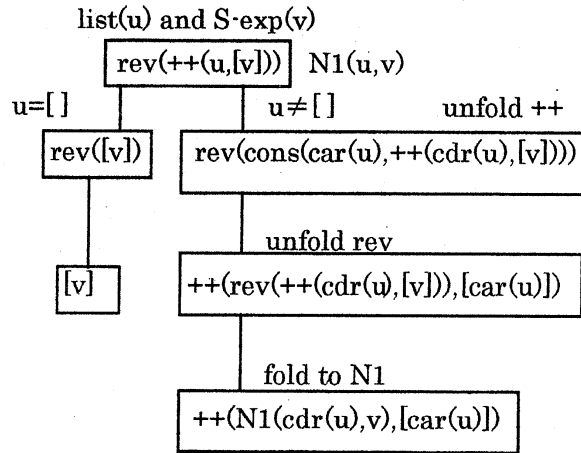 list(u) and S-exp(v)
rev(++(u,[v])) N1(u,v)
u=[ ] u≠[ ] unfold ++
rev([v]) rev(cons(car(u),++(cdr(u),[v])))
unfold rev
[v] ++(rev(++(cdr(u),[v])),[car(u)])
fold to N1
++(N1(cdr(u),v),[car(u)])